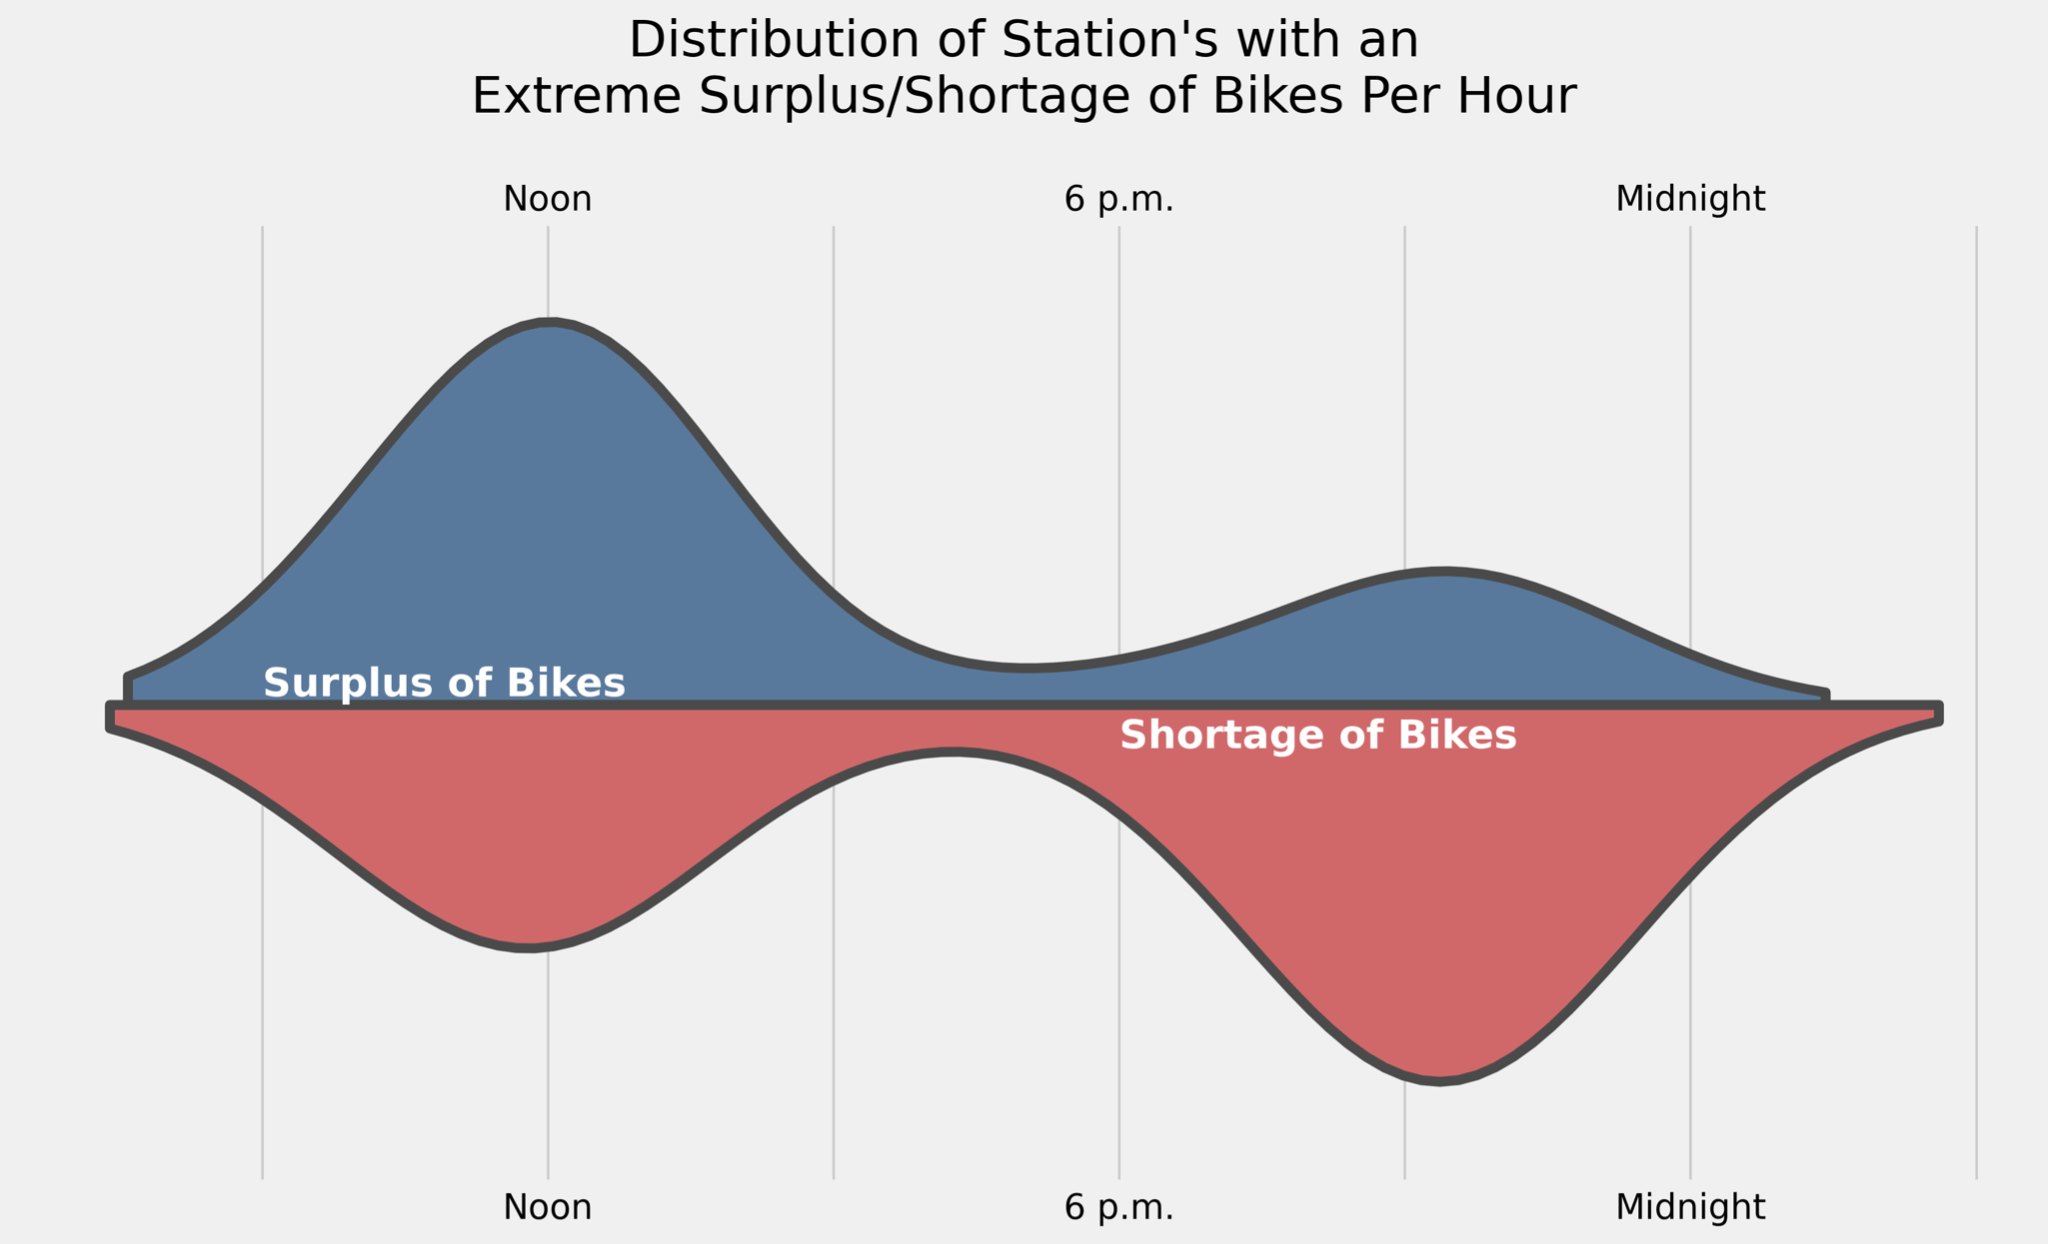 Distribution of Station's with an
Extreme Surplus/Shortage of Bikes Per Hour
Noon 6 p.m. Midnight
Surplus of Bikes
Shortage of Bikes
Noon 6 p.m. Midnight